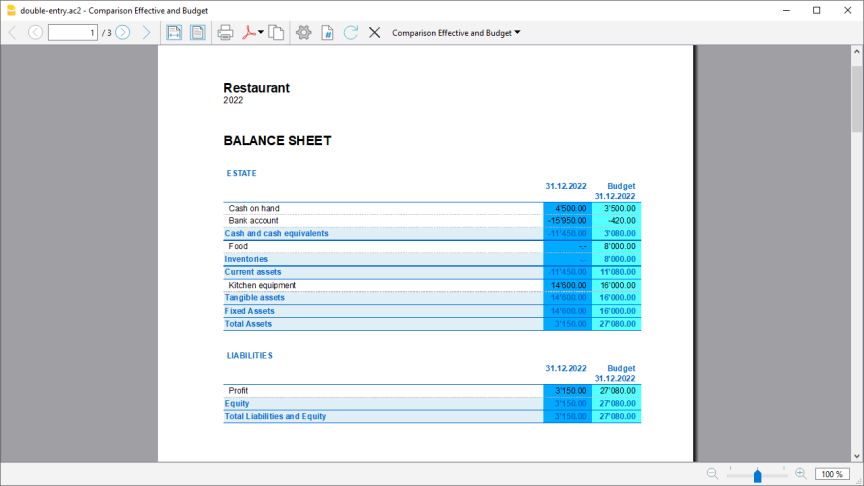 double-entry.ac2 - Comparison Effective and Budget
1 / 3 Comparison Effective and Budget
Restaurant
2022
BALANCE SHEET
ESTATE
31.12.2022 Budget
31.12.2022
Cash on hand 4'500.00 3'500.00
Bank account -15'950.00 -420.00
Cash and cash equivalents -11'450.00 3'080.00
Food -.- 8'000.00
Inventories -.- 8'000.00
Current assets -11'450.00 11'080.00
Kitchen equipment 14'600.00 16'000.00
Tangible assets 14'600.00 16'000.00
Fixed Assets 14'600.00 16'000.00
Total Assets 3'150.00 27'080.00
LIABILITIES
31.12.2022 Budget
31.12.2022
Profit 3'150.00 27'080.00
Equity 3'150.00 27'080.00
Total Liabilities and Equity 3'150.00 27'080.00
100 %